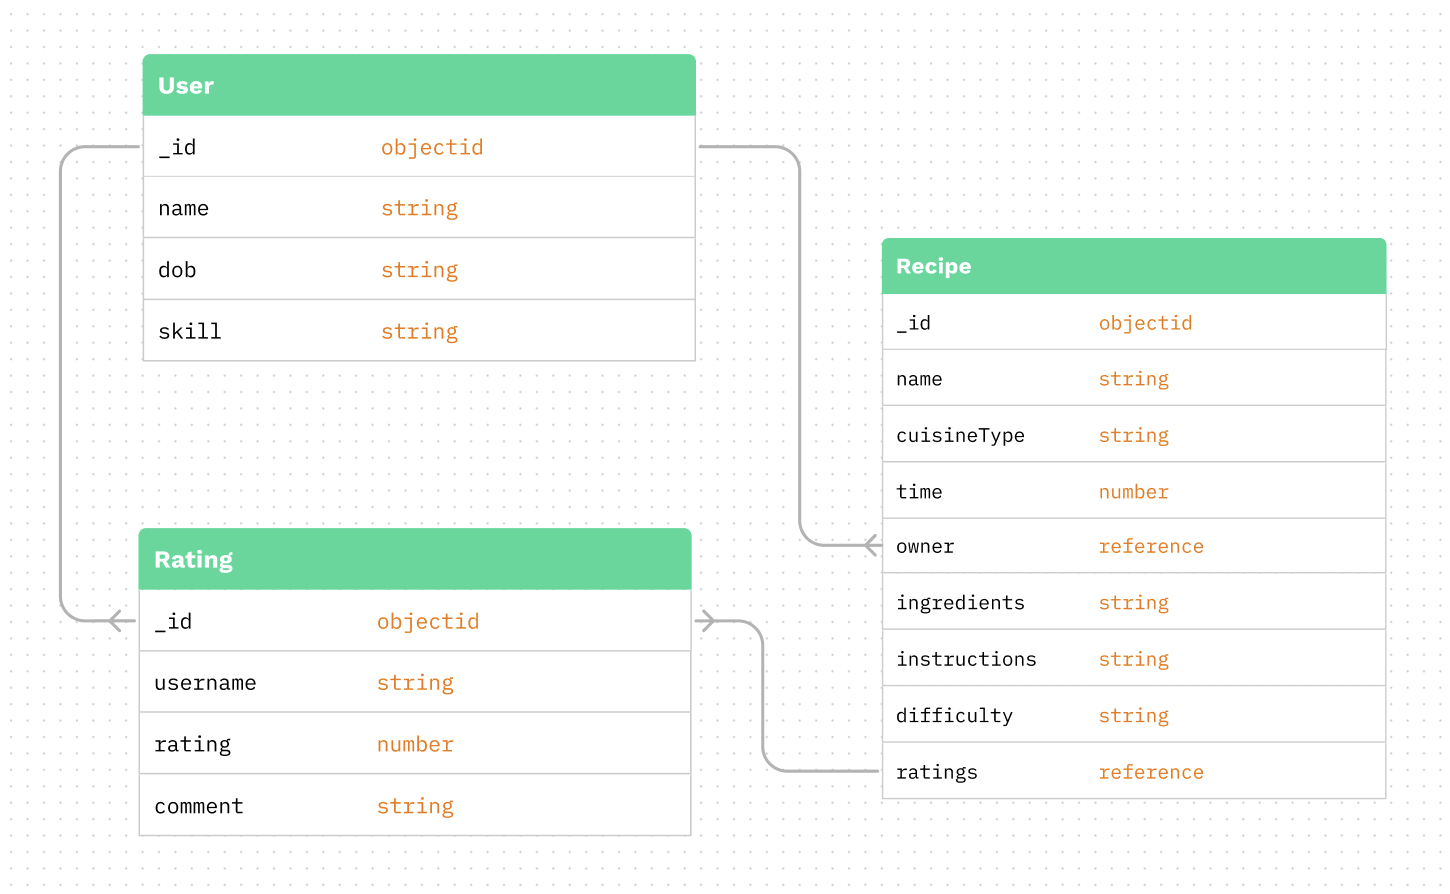 User
_id objectid
name string
dob string
skill string
Recipe
_id objectid
name string
cuisineType string
time number
owner reference
ingredients string
instructions string
difficulty string
ratings reference
Rating
_id objectid
username string
rating number
comment string